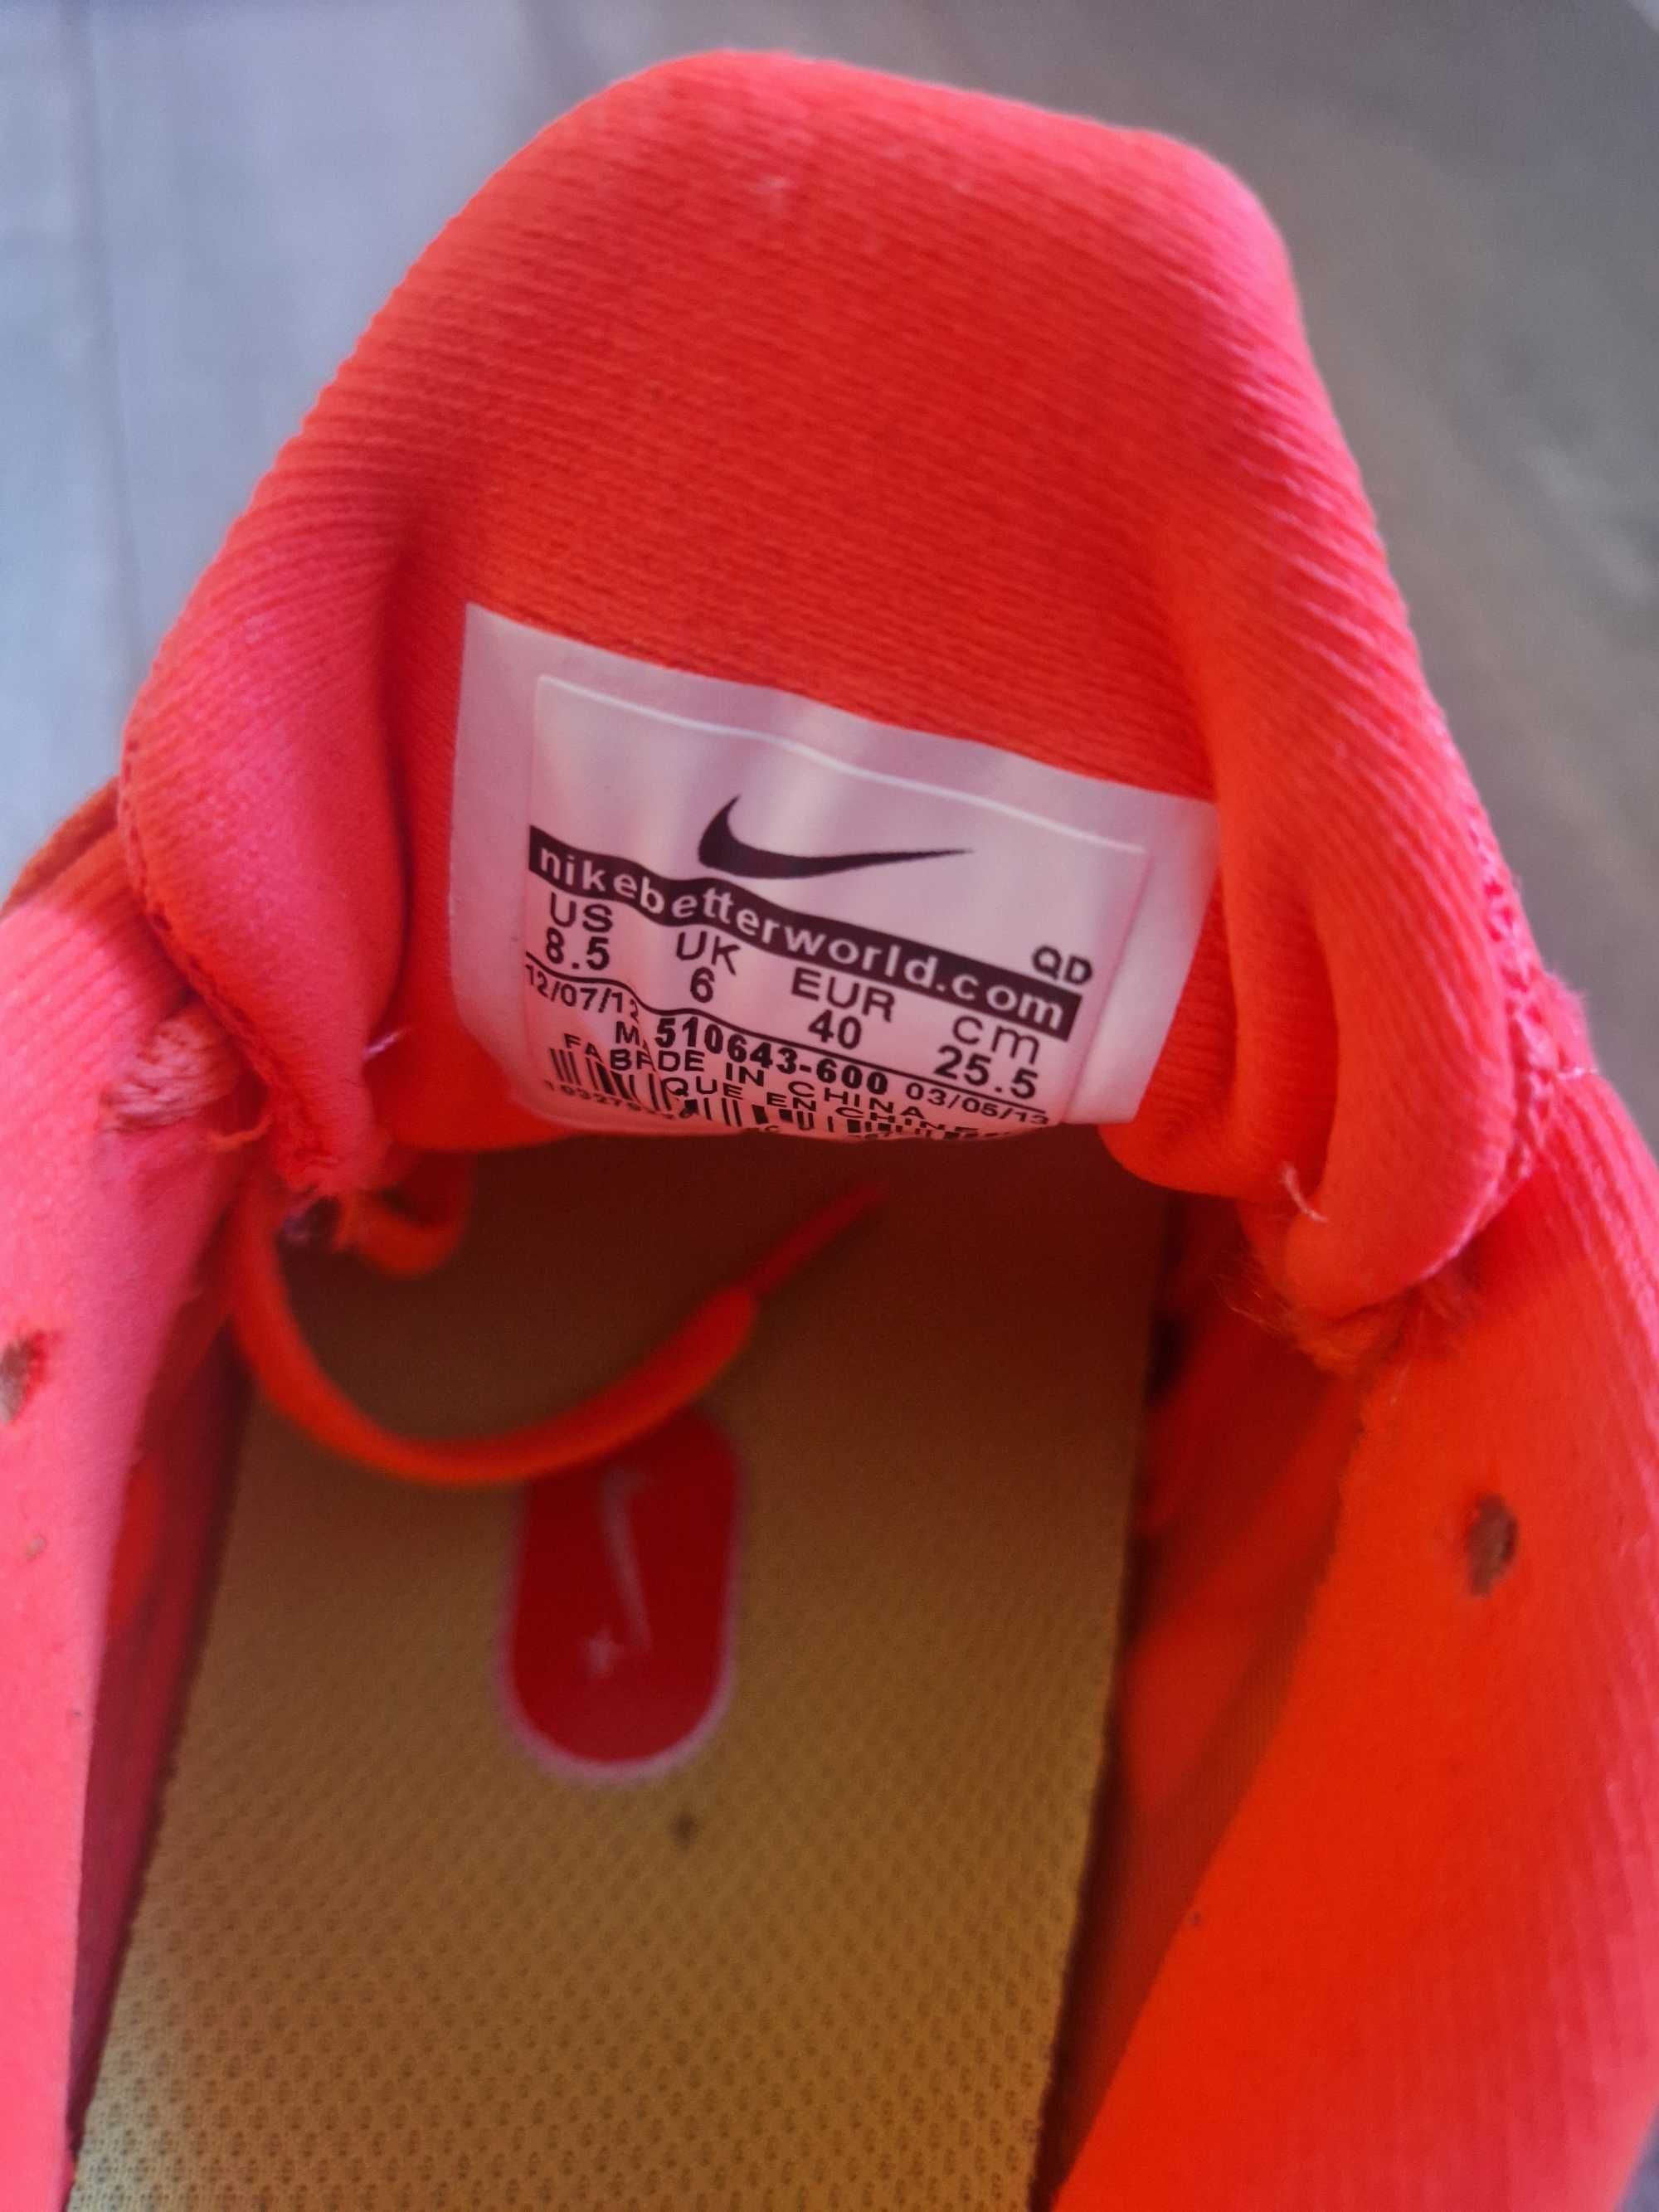 nikebetterworld.com
QD
US UK EUR cm
8.5 6 40 25.5
12/07/12 510643-600 03/05/13
MADE IN CHINA
FABRIQUE EN CHINE